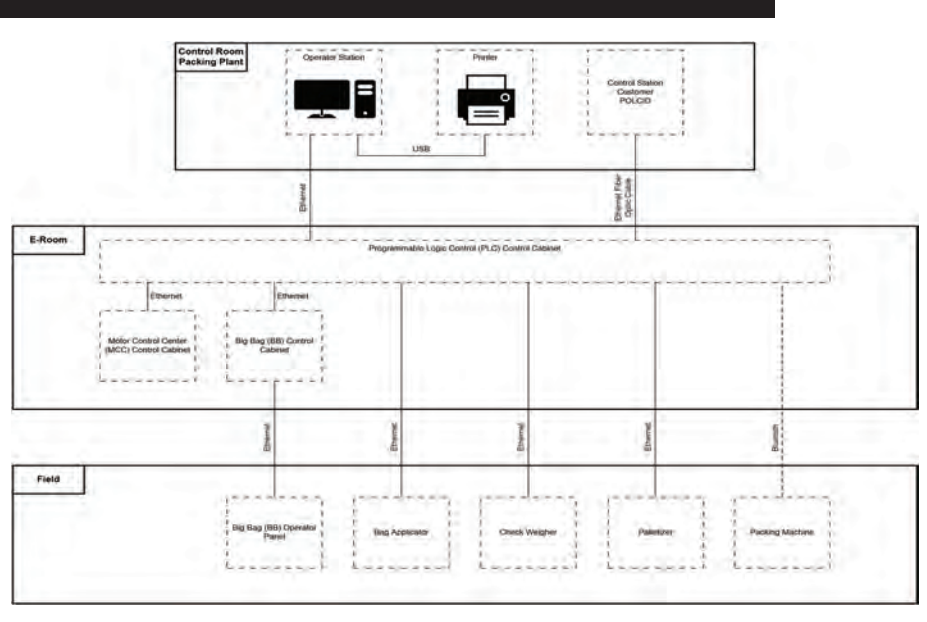 Control Room
Packing Plant
Operator Station
Printer
Control Station
Customer
POLCID
USB
Ethernet
Ethernet Fiber
Optic Cable
E-Room
Programmable Logic Control (PLC) Control Cabinet
Ethernet
Ethernet
Motor Control Center
(MCC) Control Cabinet
Big Bag (BB) Control
Cabinet
Ethernet
Ethernet
Ethernet
Ethernet
Bluetooth
Field
Big Bag (BB) Operator
Panel
Bag Applicator
Check Weigher
Paletizer
Packing Machine